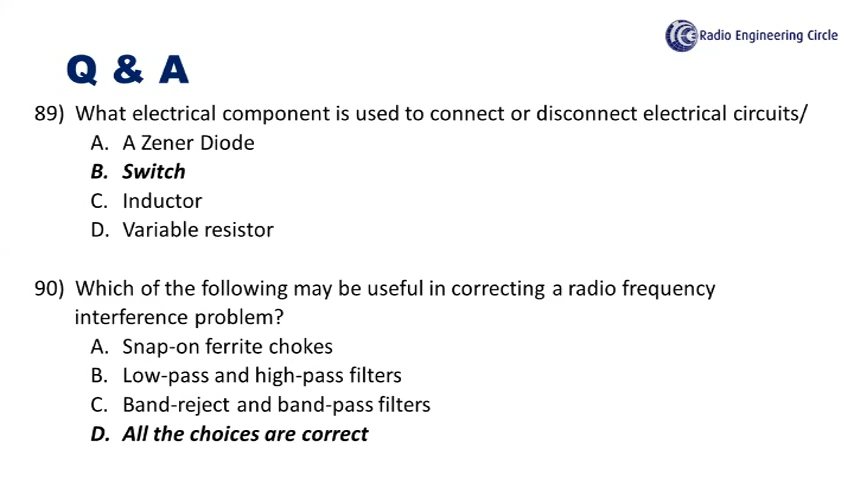 Radio Engineering Circle
Q & A
89) What electrical component is used to connect or disconnect electrical circuits/
A. A Zener Diode
B. Switch
C. Inductor
D. Variable resistor
90) Which of the following may be useful in correcting a radio frequency
interference problem?
A. Snap-on ferrite chokes
B. Low-pass and high-pass filters
C. Band-reject and band-pass filters
D. All the choices are correct